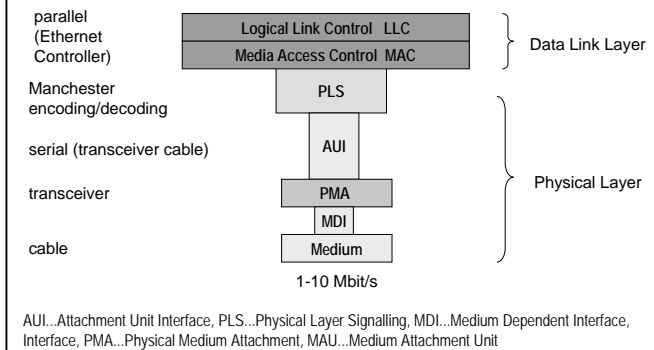 parallel
(Ethernet
Controller)
Logical Link Control LLC
Media Access Control MAC
Data Link Layer
Manchester
encoding/decoding
PLS
serial (transceiver cable)
AUI
Physical Layer
transceiver
PMA
MDI
cable
Medium
1-10 Mbit/s
AUI...Attachment Unit Interface, PLS...Physical Layer Signalling, MDI...Medium Dependent Interface,
Interface, PMA...Physical Medium Attachment, MAU...Medium Attachment Unit